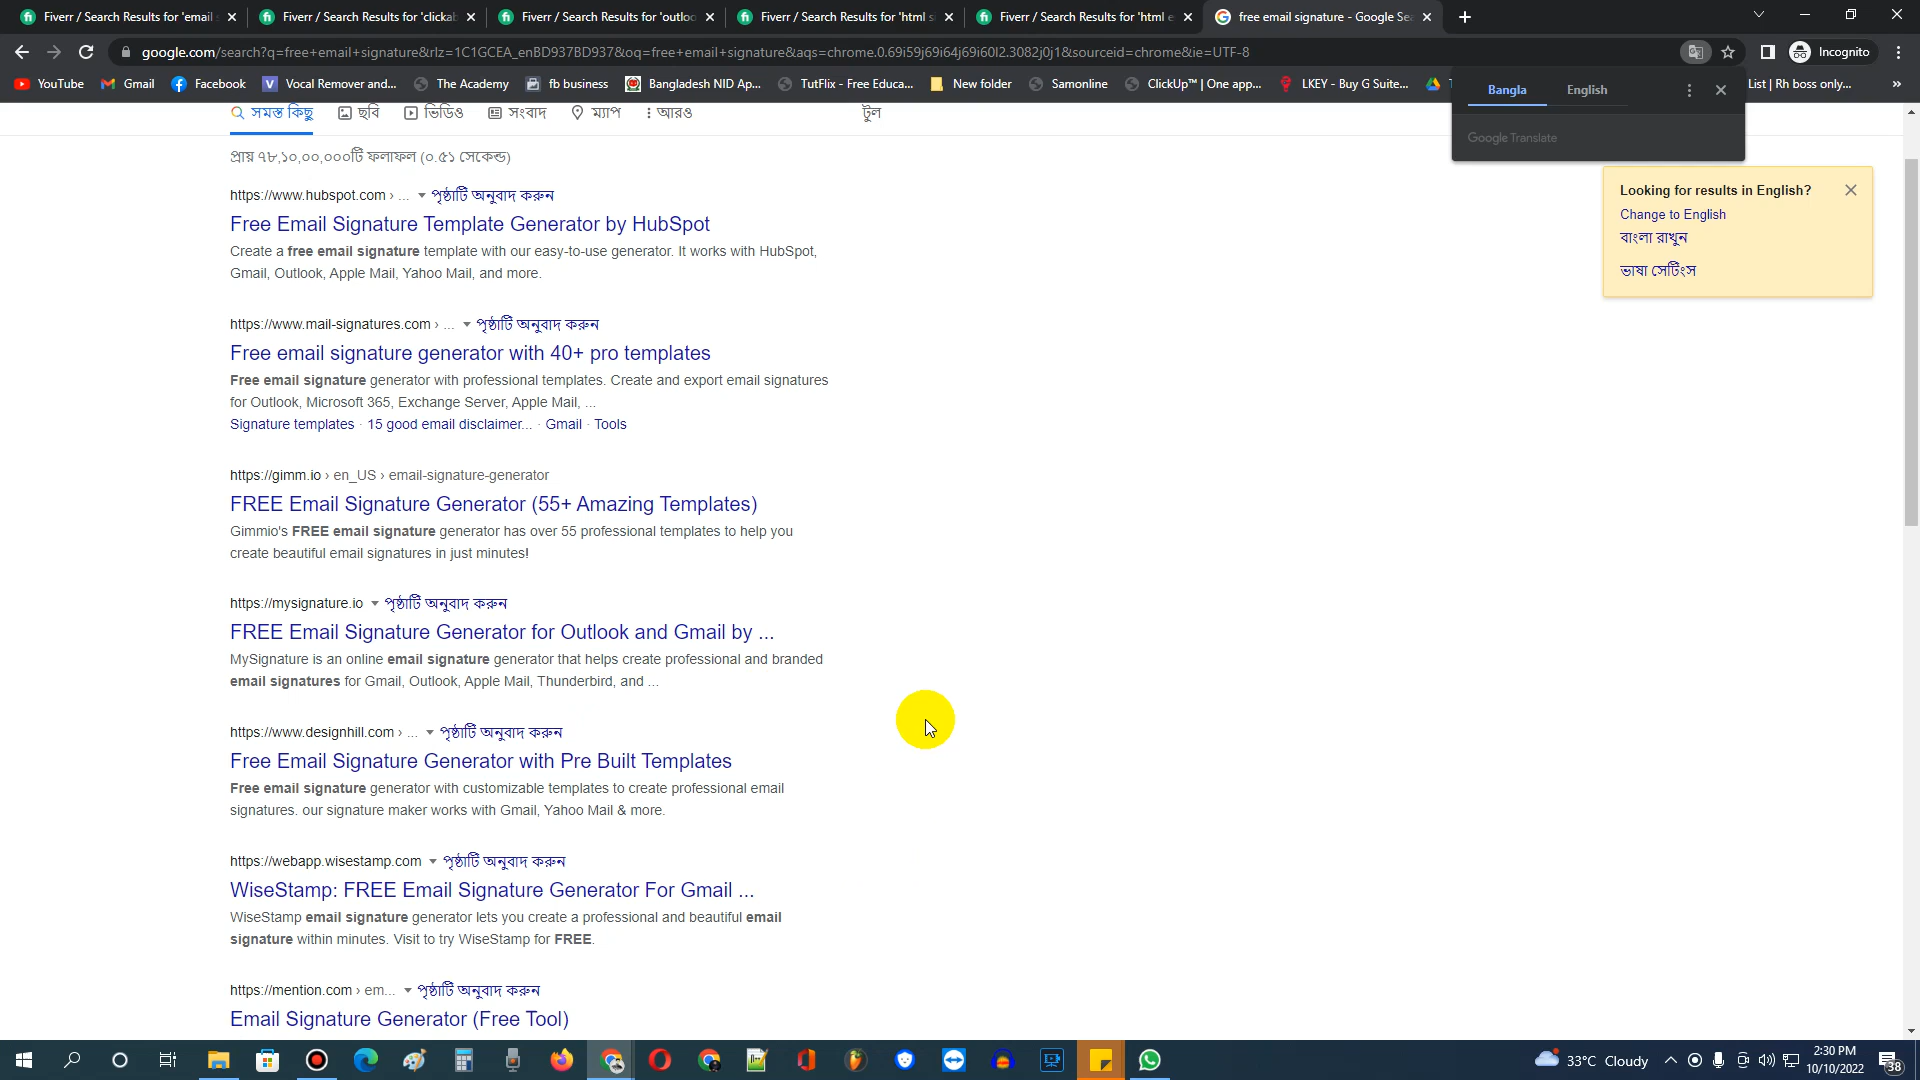 Fiverr / Search Results for 'email s
Fiverr / Search Results for 'clickab
Fiverr / Search Results for 'outloo
Fiverr / Search Results for 'html si
Fiverr / Search Results for 'html e
free email signature - Google Se
google.com/search?q=free+email+signature&rlz=1C1GCEA_enBD937BD937&oq=free+email+signature&aqs=chrome.0.69i59j69i64j69i60l2.3082j0j1&sourceid=chrome&ie=UTF-8
Incognito
YouTube
Gmail
Facebook
Vocal Remover and...
The Academy
fb business
Bangladesh NID Ap...
TutFlix - Free Educa...
New folder
Samonline
ClickUp™ | One app...
LKEY - Buy G Suite...
List | Rh boss only...
»
Bangla
English
Google Translate
সমস্ত কিছু
ছবি
ভিডিও
সংবাদ
ম্যাপ
আরও
টুল
প্রায় ৭৮,১০,০০,০০০টি ফলাফল (০.৫১ সেকেন্ড)
Looking for results in English?
Change to English
বাংলা রাখুন
ভাষা সেটিংস
https://www.hubspot.com › ... পৃষ্ঠাটি অনুবাদ করুন
Free Email Signature Template Generator by HubSpot
Create a free email signature template with our easy-to-use generator. It works with HubSpot,
Gmail, Outlook, Apple Mail, Yahoo Mail, and more.
https://www.mail-signatures.com › ... পৃষ্ঠাটি অনুবাদ করুন
Free email signature generator with 40+ pro templates
Free email signature generator with professional templates. Create and export email signatures
for Outlook, Microsoft 365, Exchange Server, Apple Mail, ...
Signature templates · 15 good email disclaimer... · Gmail · Tools
https://gimm.io › en_US › email-signature-generator
FREE Email Signature Generator (55+ Amazing Templates)
Gimmio's FREE email signature generator has over 55 professional templates to help you
create beautiful email signatures in just minutes!
https://mysignature.io পৃষ্ঠাটি অনুবাদ করুন
FREE Email Signature Generator for Outlook and Gmail by ...
MySignature is an online email signature generator that helps create professional and branded
email signatures for Gmail, Outlook, Apple Mail, Thunderbird, and ...
https://www.designhill.com › ... পৃষ্ঠাটি অনুবাদ করুন
Free Email Signature Generator with Pre Built Templates
Free email signature generator with customizable templates to create professional email
signatures. our signature maker works with Gmail, Yahoo Mail & more.
https://webapp.wisestamp.com পৃষ্ঠাটি অনুবাদ করুন
WiseStamp: FREE Email Signature Generator For Gmail ...
WiseStamp email signature generator lets you create a professional and beautiful email
signature within minutes. Visit to try WiseStamp for FREE.
https://mention.com › em... পৃষ্ঠাটি অনুবাদ করুন
Email Signature Generator (Free Tool)
33°C Cloudy
2:30 PM
10/10/2022
38